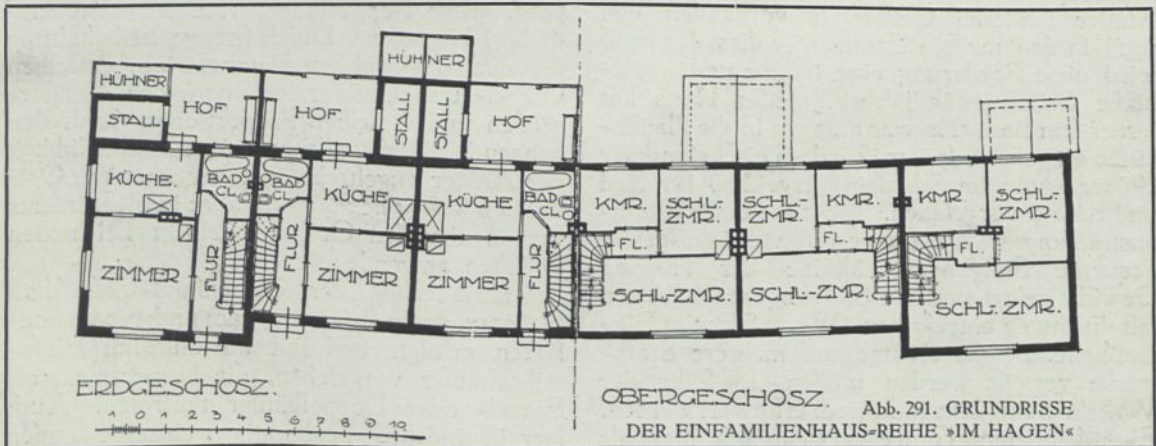 HÜHNER
HÜHNER
STALL
HOF
HOF
STALL
STALL
HOF
KÜCHE
BAD
CL.
BAD
CL.
KÜCHE
KÜCHE
BAD
CL.
KMR.
SCHL-
ZMR.
SCHL-
ZMR.
KMR.
KMR.
SCHL-
ZMR.
ZIMMER
FLUR
FLUR
ZIMMER
ZIMMER
FLUR
FL.
FL.
FL.
SCHL-ZMR.
SCHL-ZMR.
SCHL-ZMR.
ERDGESCHOSZ.
1 0 1 2 3 4 5 6 7 8 9 10
OBERGESCHOSZ.
Abb. 291. GRUNDRISSE
DER EINFAMILIENHAUS=REIHE »IM HAGEN«